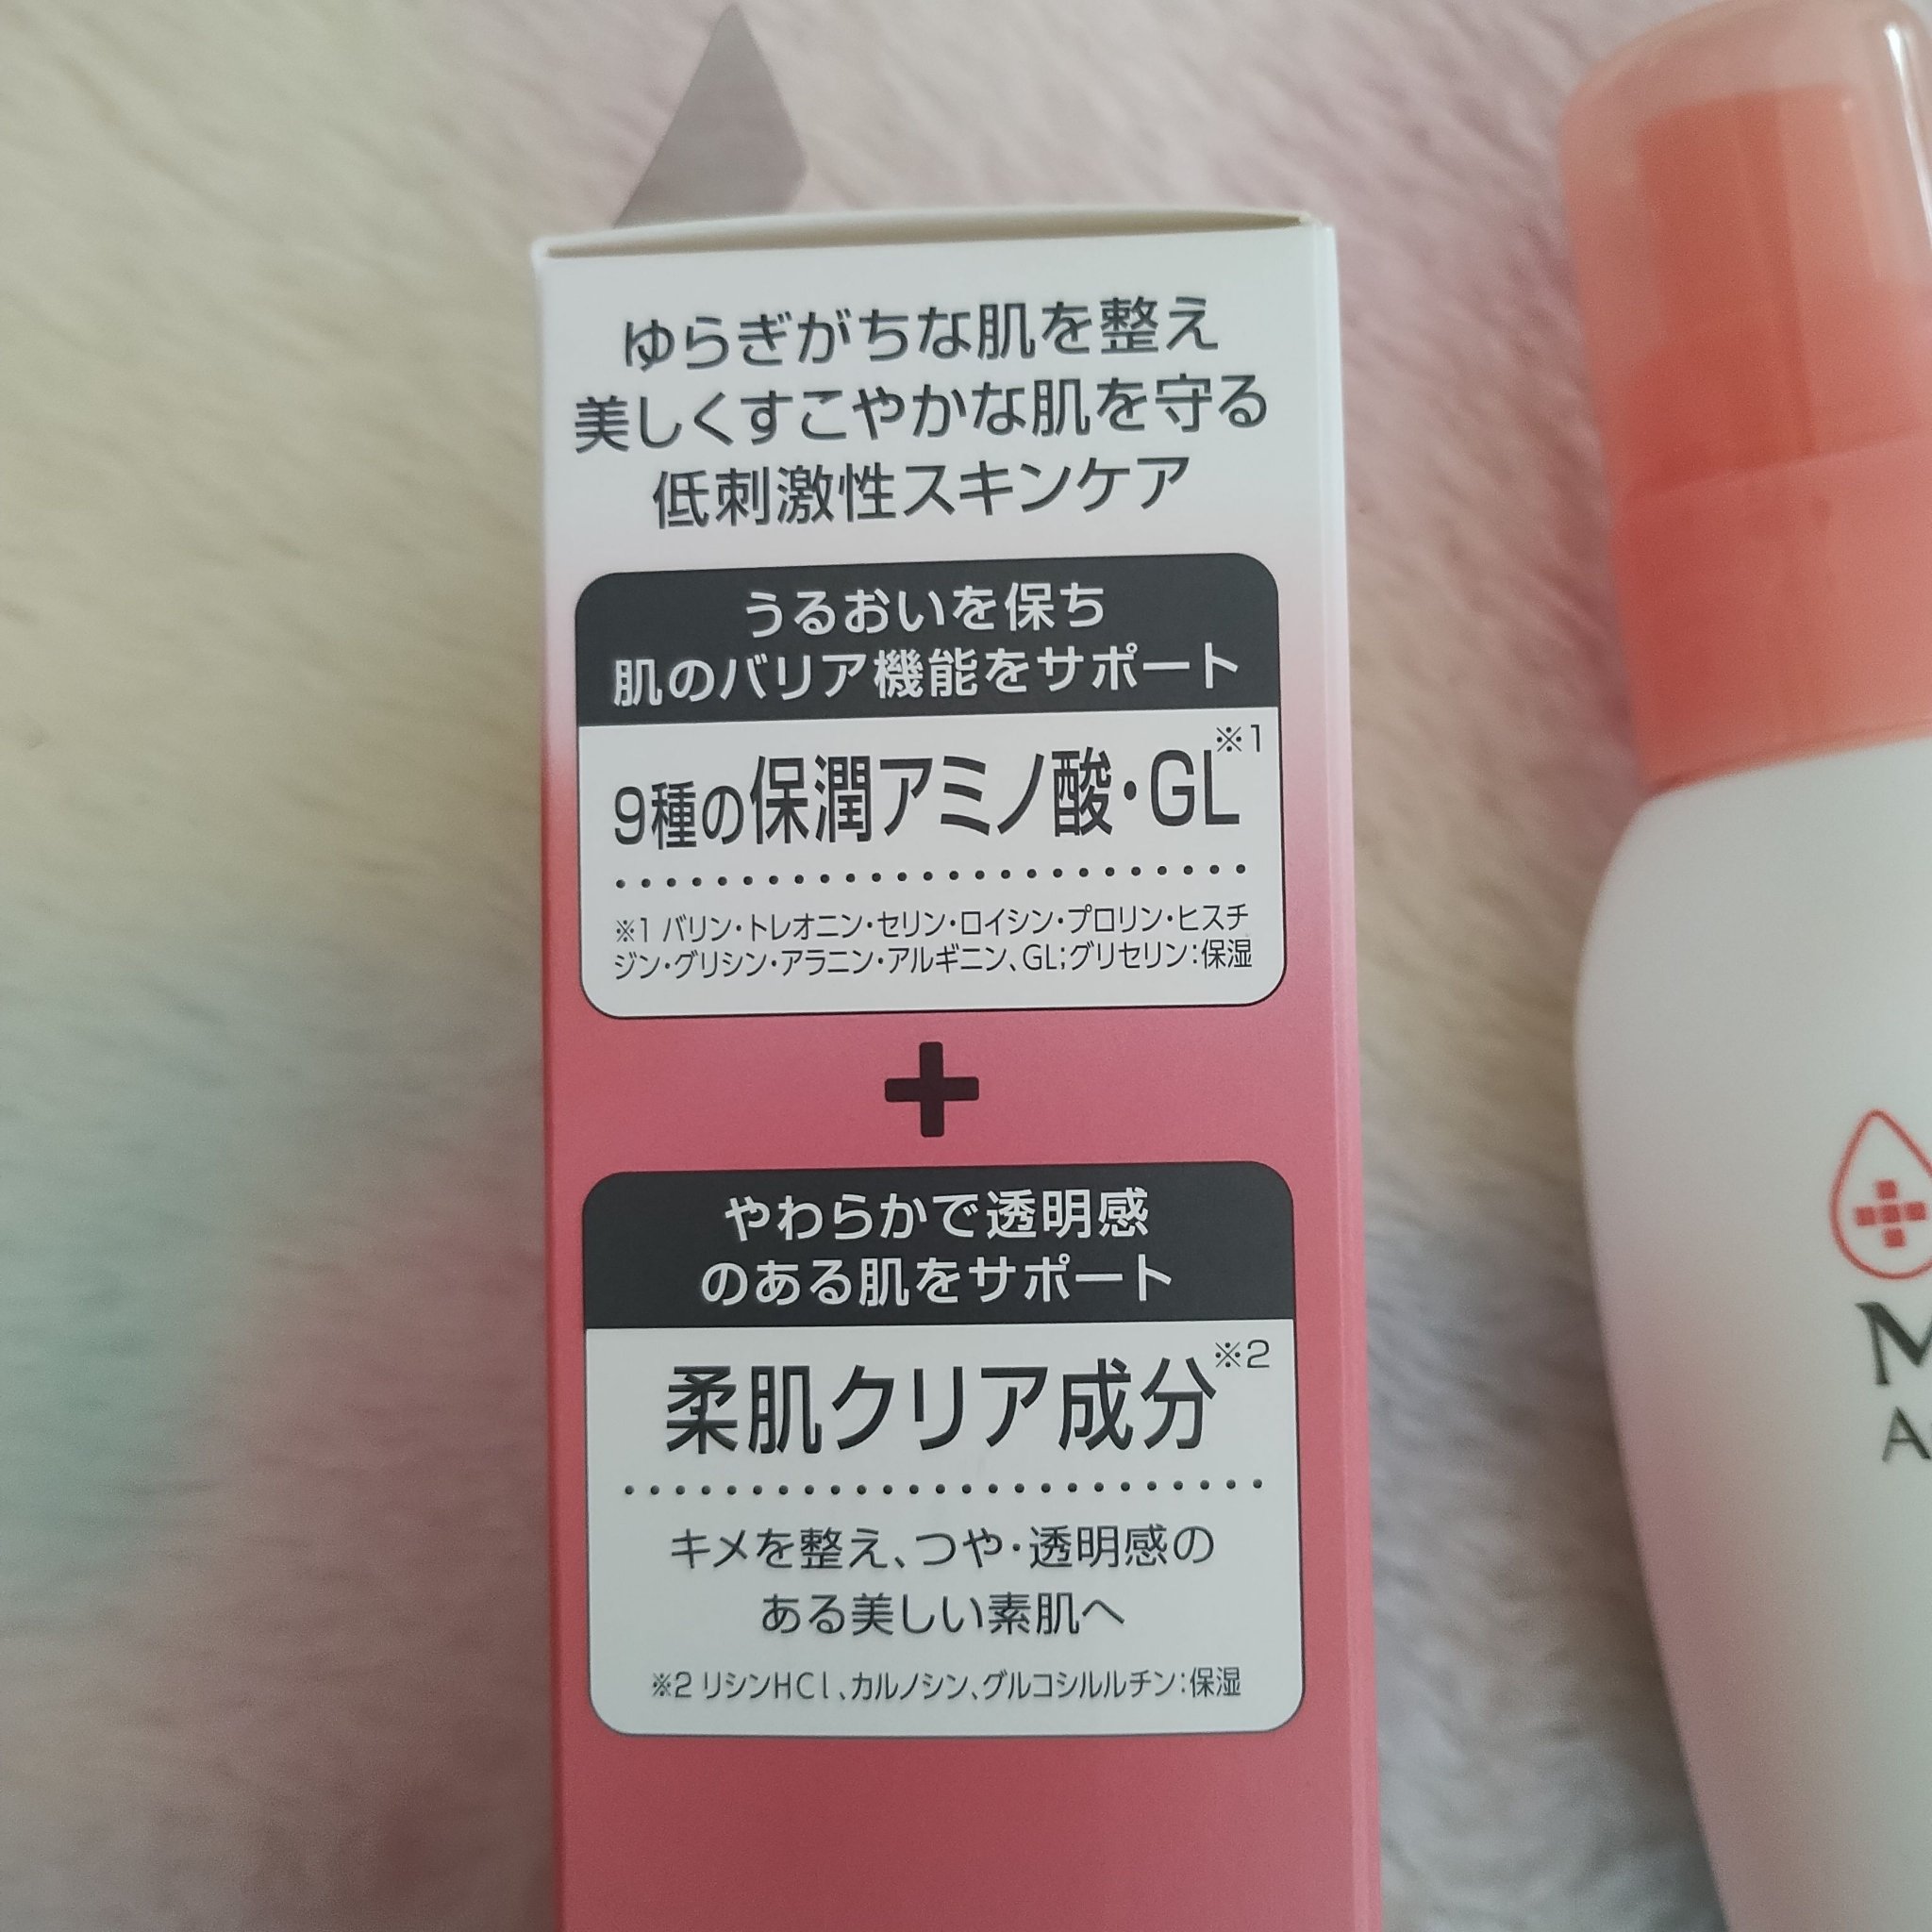 ゆらぎがちな肌を整え
美しくすこやかな肌を守る
低刺激性スキンケア
うるおいを保ち
肌のバリア機能をサポート
9種の保潤アミノ酸・GL※1
※1 バリン・トレオニン・セリン・ロイシン・プロリン・ヒスチ
ジン・グリシン・アラニン・アルギニン、GL;グリセリン:保湿
+
やわらかで透明感
のある肌をサポート
柔肌クリア成分※2
キメを整え、つや・透明感の
ある美しい素肌へ
※2 リシンHCl、カルノシン、グルコシルルチン:保湿